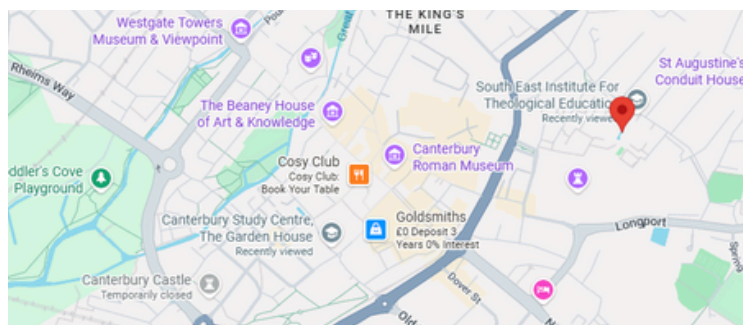 THE KING'S
MILE
Westgate Towers
Museum & Viewpoint
Great
St Augustine's
Conduit House
Rheims Way
South East Institute For
Theological Education
Recently viewed
The Beaney House
of Art & Knowledge
Canterbury
Roman Museum
Cosy Club
Cosy Club:
Book Your Table
Playground
Goldsmiths
£0 Deposit 3
Years 0% Interest
Canterbury Study Centre,
The Garden House
Recently viewed
Longport
Spring
Canterbury Castle
Temporarily closed
Dover St